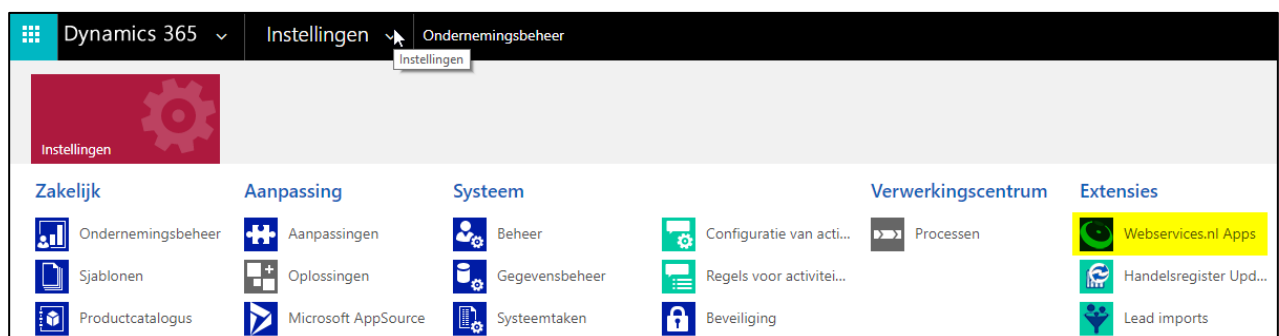 Dynamics 365 Instellingen Ondernemingsbeheer
Instellingen
Instellingen
Zakelijk Aanpassing Systeem Verwerkingscentrum Extensies
Ondernemingsbeheer Aanpassingen Beheer Configuratie van acti... Processen Webservices.nl Apps
Sjablonen Oplossingen Gegevensbeheer Regels voor activitei... Handelsregister Upd...
Productcatalogus Microsoft AppSource Systeemtaken Beveiliging Lead imports